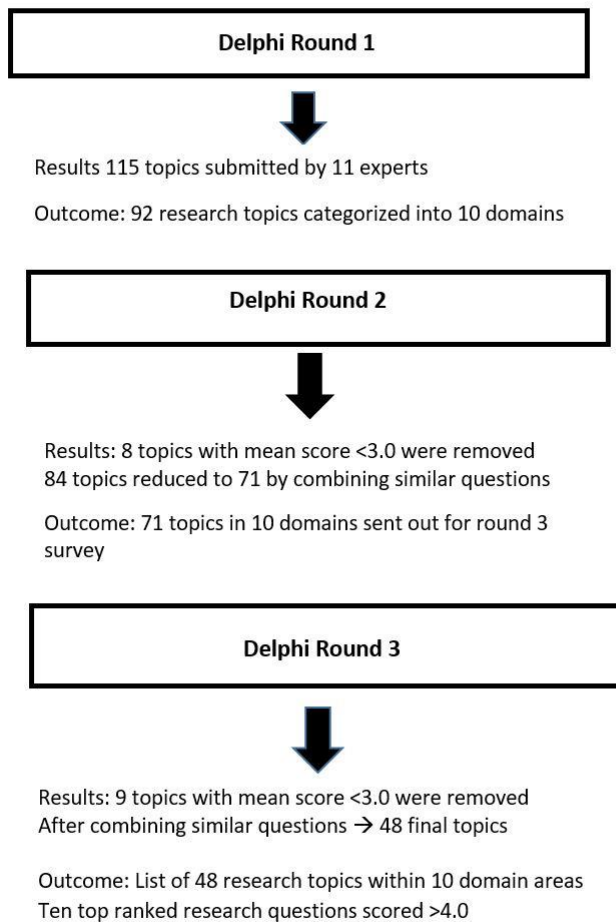 Delphi Round 1
Results 115 topics submitted by 11 experts
Outcome: 92 research topics categorized into 10 domains
Delphi Round 2
Results: 8 topics with mean score <3.0 were removed
84 topics reduced to 71 by combining similar questions
Outcome: 71 topics in 10 domains sent out for round 3
survey
Delphi Round 3
Results: 9 topics with mean score <3.0 were removed
After combining similar questions → 48 final topics
Outcome: List of 48 research topics within 10 domain areas
Ten top ranked research questions scored >4.0